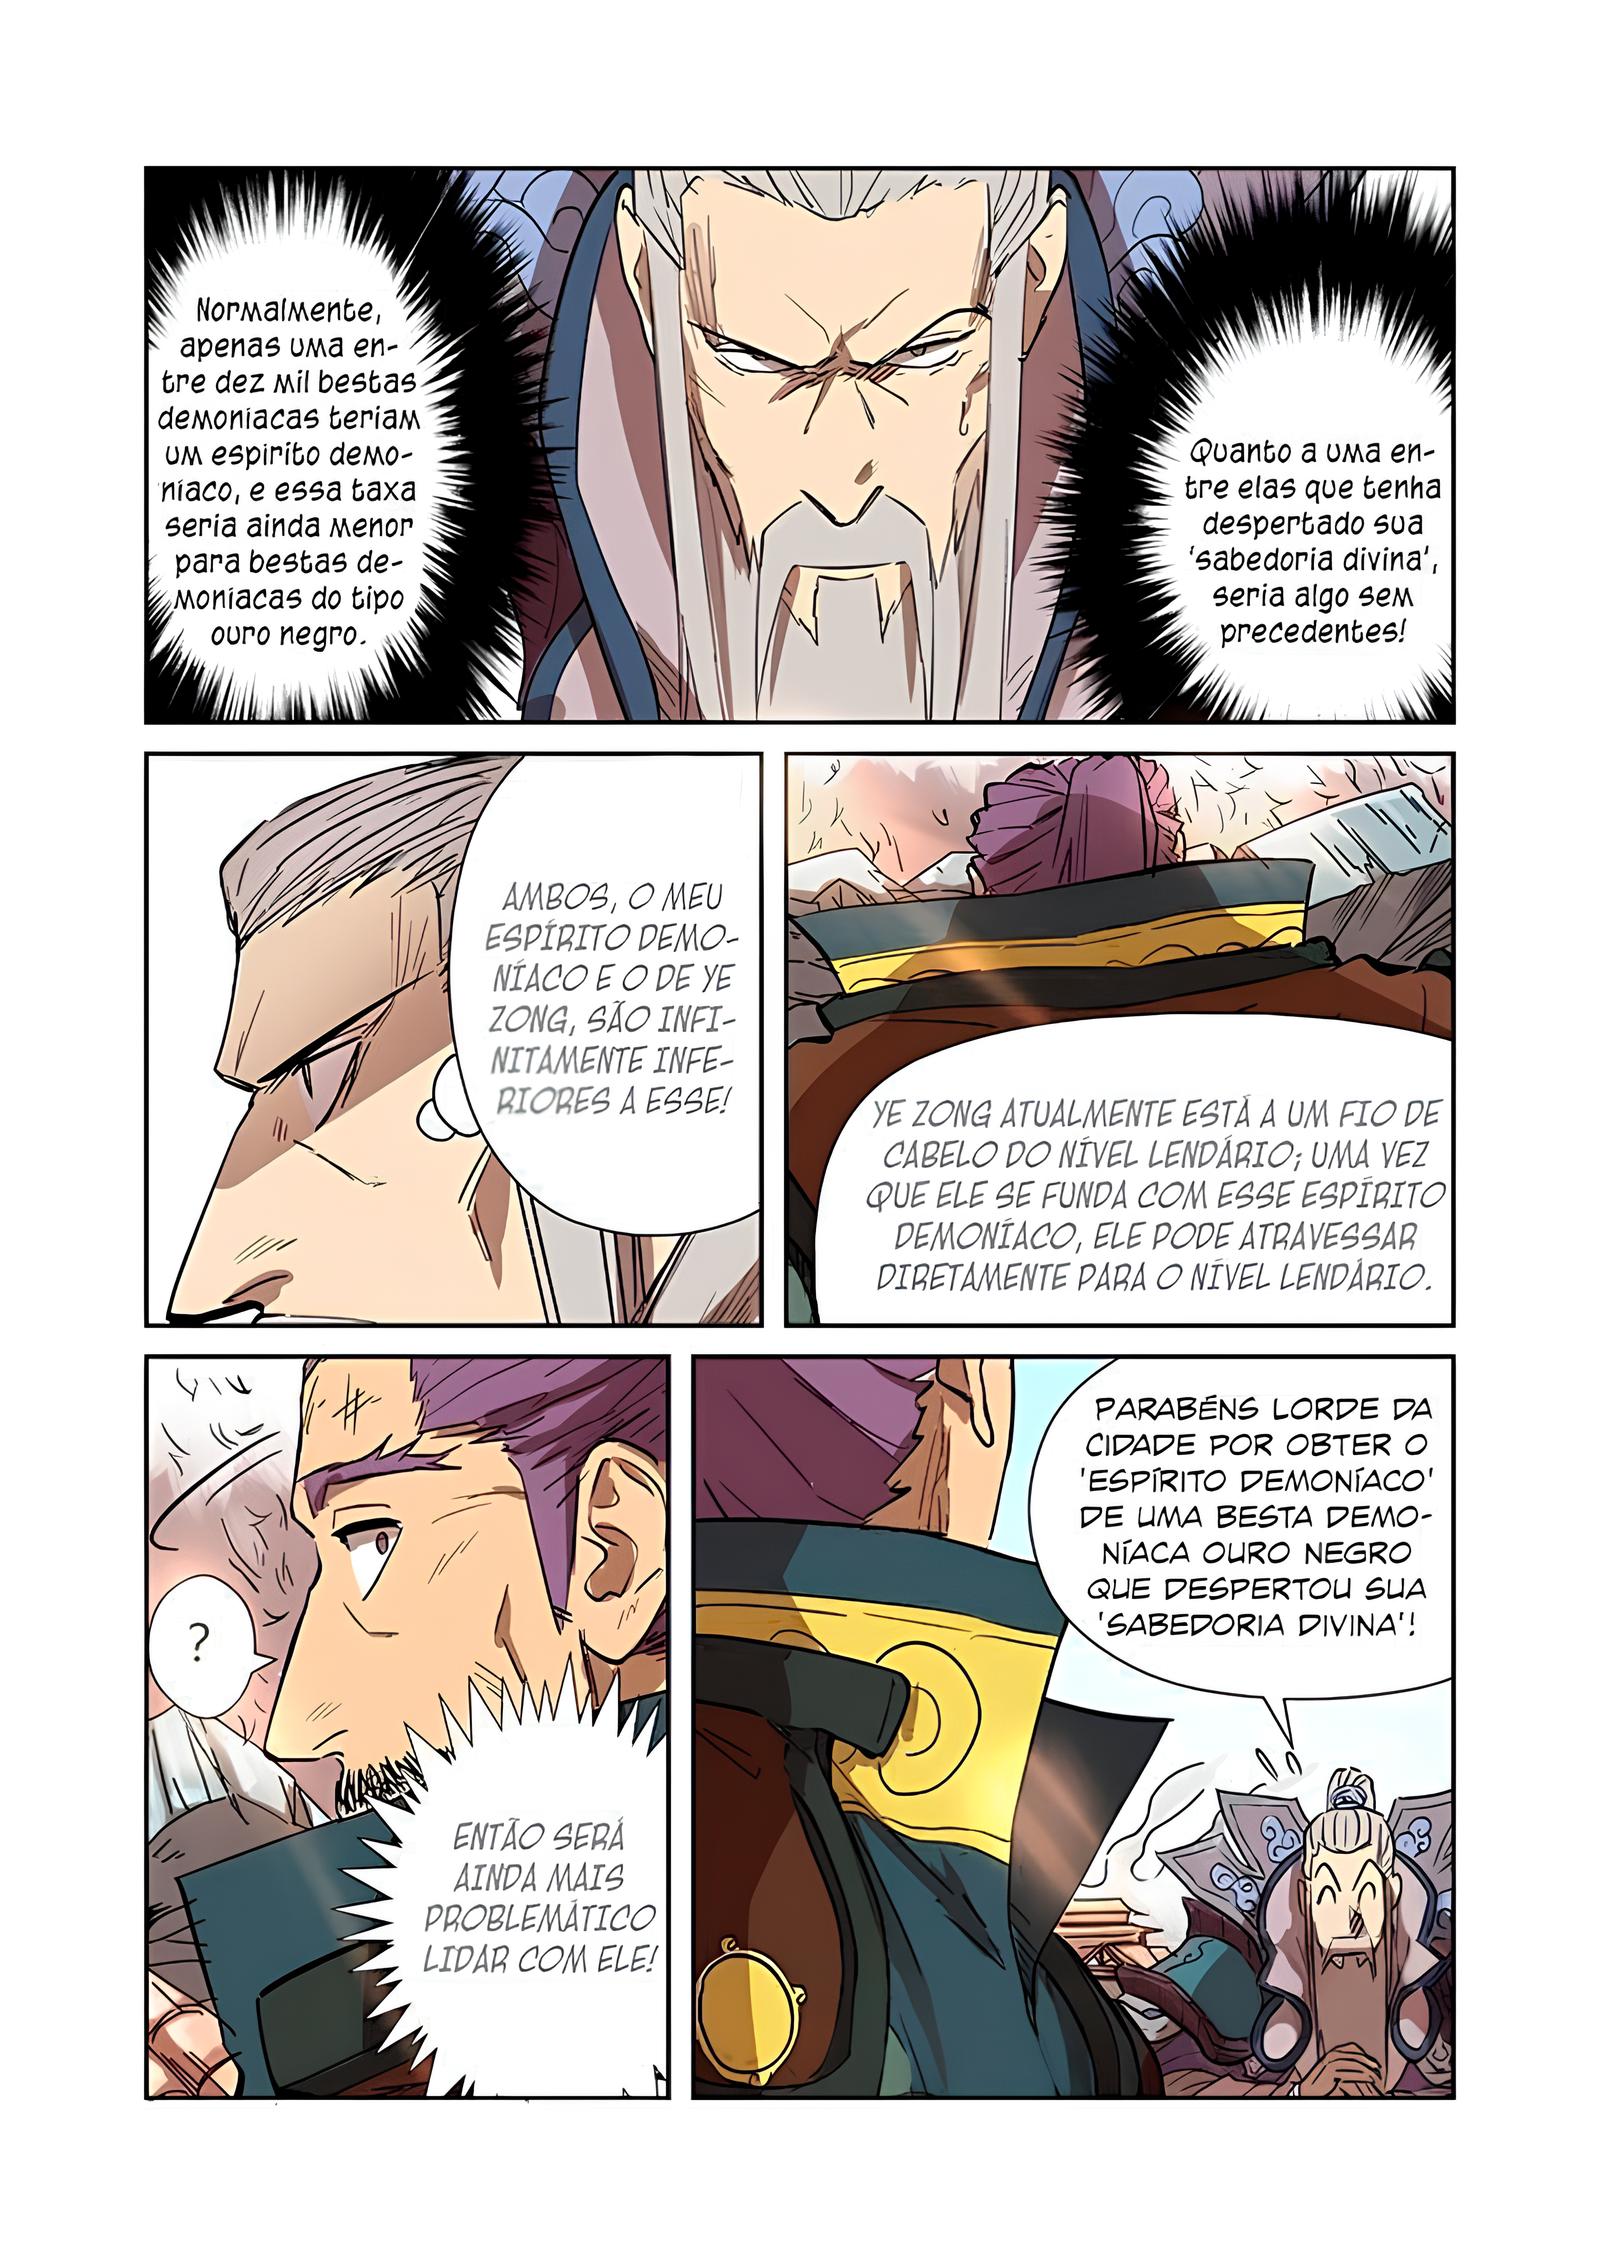 Normalmente,
apenas uma en-
tre dez mil bestas
demoníacas teriam
um espírito demo-
níaco, e essa taxa
seria ainda menor
para bestas de-
moníacas do tipo
ouro negro.
Quanto a uma en-
tre elas que tenha
despertado sua
'sabedoria divina',
seria algo sem
precedentes!
AMBOS, O MEU
ESPÍRITO DEMO-
NÍACO E O DE YE
ZONG, SÃO INFI-
NITAMENTE INFE-
RIORES A ESSE!
YE ZONG ATUALMENTE ESTÁ A UM FIO DE
CABELO DO NÍVEL LENDÁRIO; UMA VEZ
QUE ELE SE FUNDA COM ESSE ESPÍRITO
DEMONÍACO, ELE PODE ATRAVESSAR
DIRETAMENTE PARA O NÍVEL LENDÁRIO.
?
ENTÃO SERÁ
AINDA MAIS
PROBLEMÁTICO
LIDAR COM ELE!
PARABÉNS LORDE DA
CIDADE POR OBTER O
'ESPÍRITO DEMONÍACO'
DE UMA BESTA DEMO-
NÍACA OURO NEGRO
QUE DESPERTOU SUA
'SABEDORIA DIVINA'!